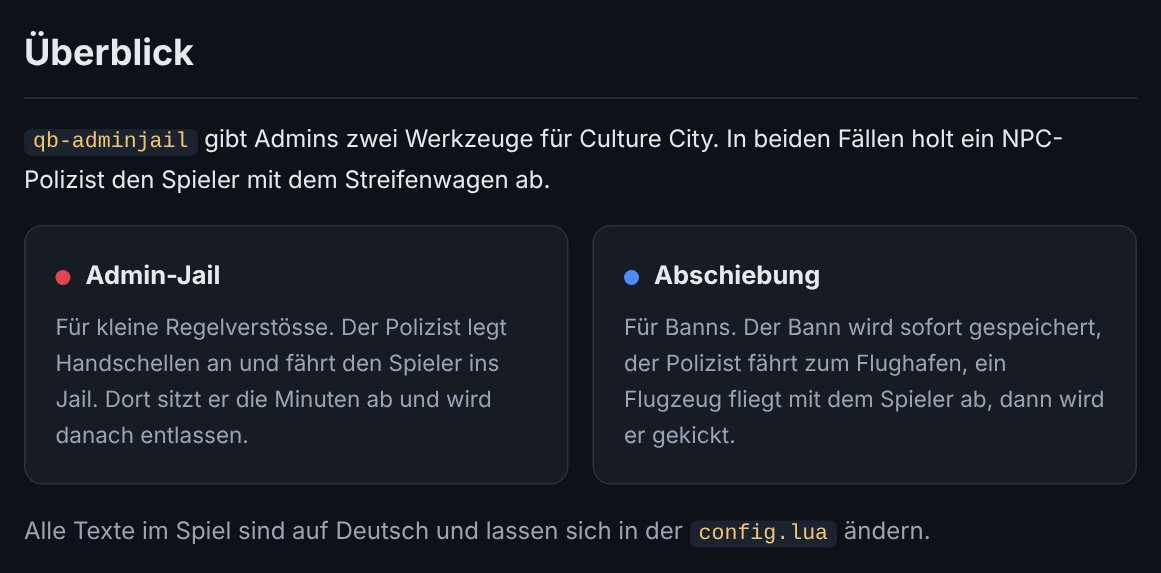 Überblick
qb-adminjail gibt Admins zwei Werkzeuge für Culture City. In beiden Fällen holt ein NPC-
Polizist den Spieler mit dem Streifenwagen ab.
Admin-Jail
Für kleine Regelverstösse. Der Polizist legt
Handschellen an und fährt den Spieler ins
Jail. Dort sitzt er die Minuten ab und wird
danach entlassen.
Abschiebung
Für Banns. Der Bann wird sofort gespeichert,
der Polizist fährt zum Flughafen, ein
Flugzeug fliegt mit dem Spieler ab, dann wird
er gekickt.
Alle Texte im Spiel sind auf Deutsch und lassen sich in der config.lua ändern.